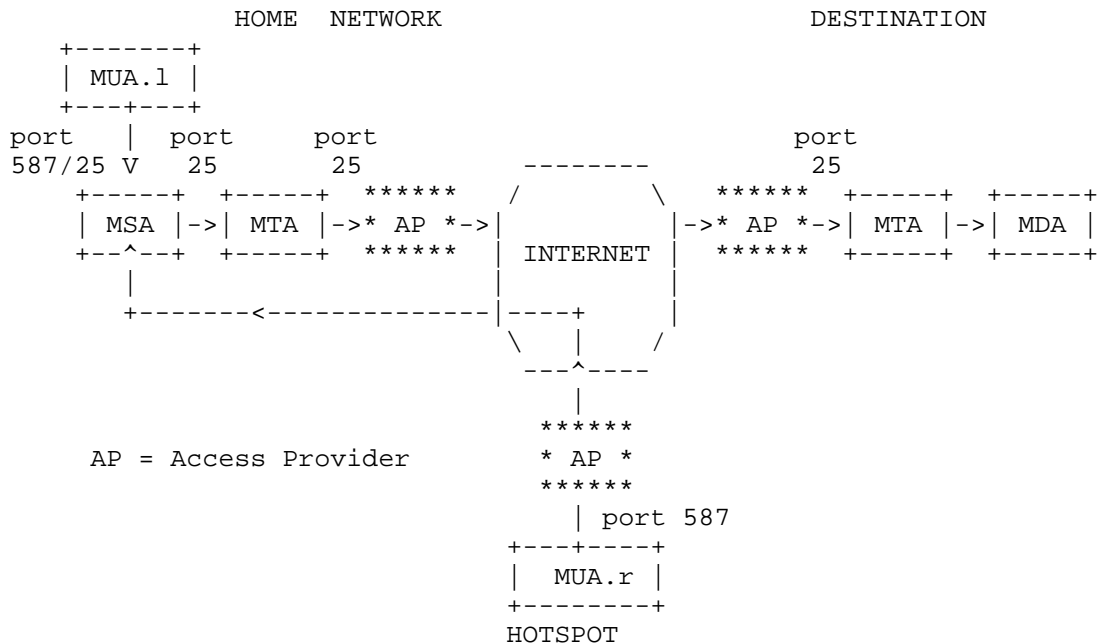 HOME NETWORK DESTINATION
MUA.l
port port port port
587/25 V 25 25 25
MSA MTA AP INTERNET AP MTA MDA
AP = Access Provider AP
port 587
MUA.r
HOTSPOT